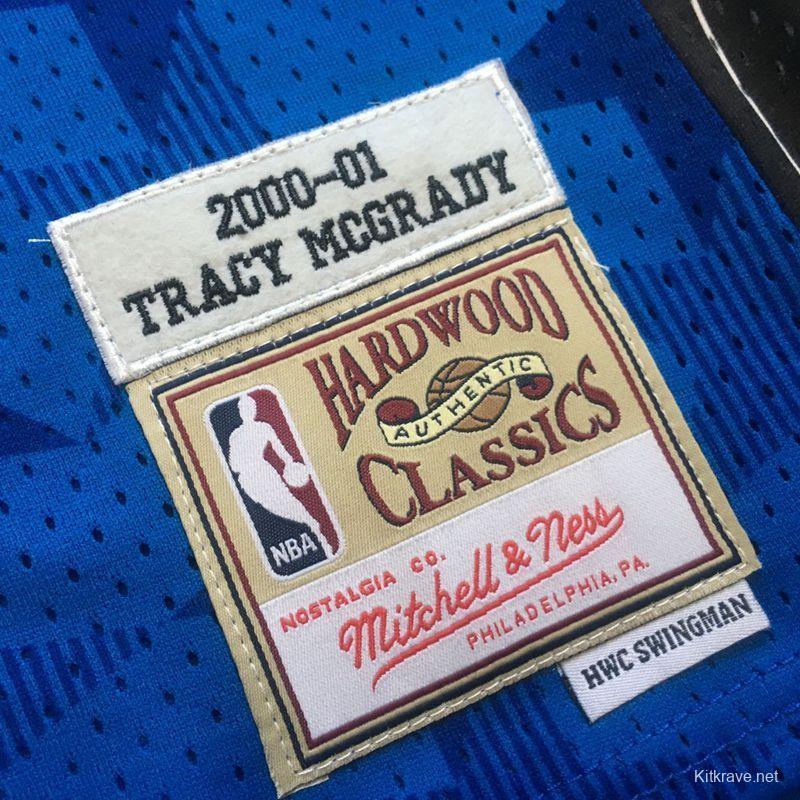 2000-01
TRACY MCGRADY
HARDWOOD
AUTHENTIC
CLASSICS
NBA
NOSTALGIA CO.
Mitchell & Ness
PHILADELPHIA, PA.
HWC SWINGMAN
Kitkrave.net